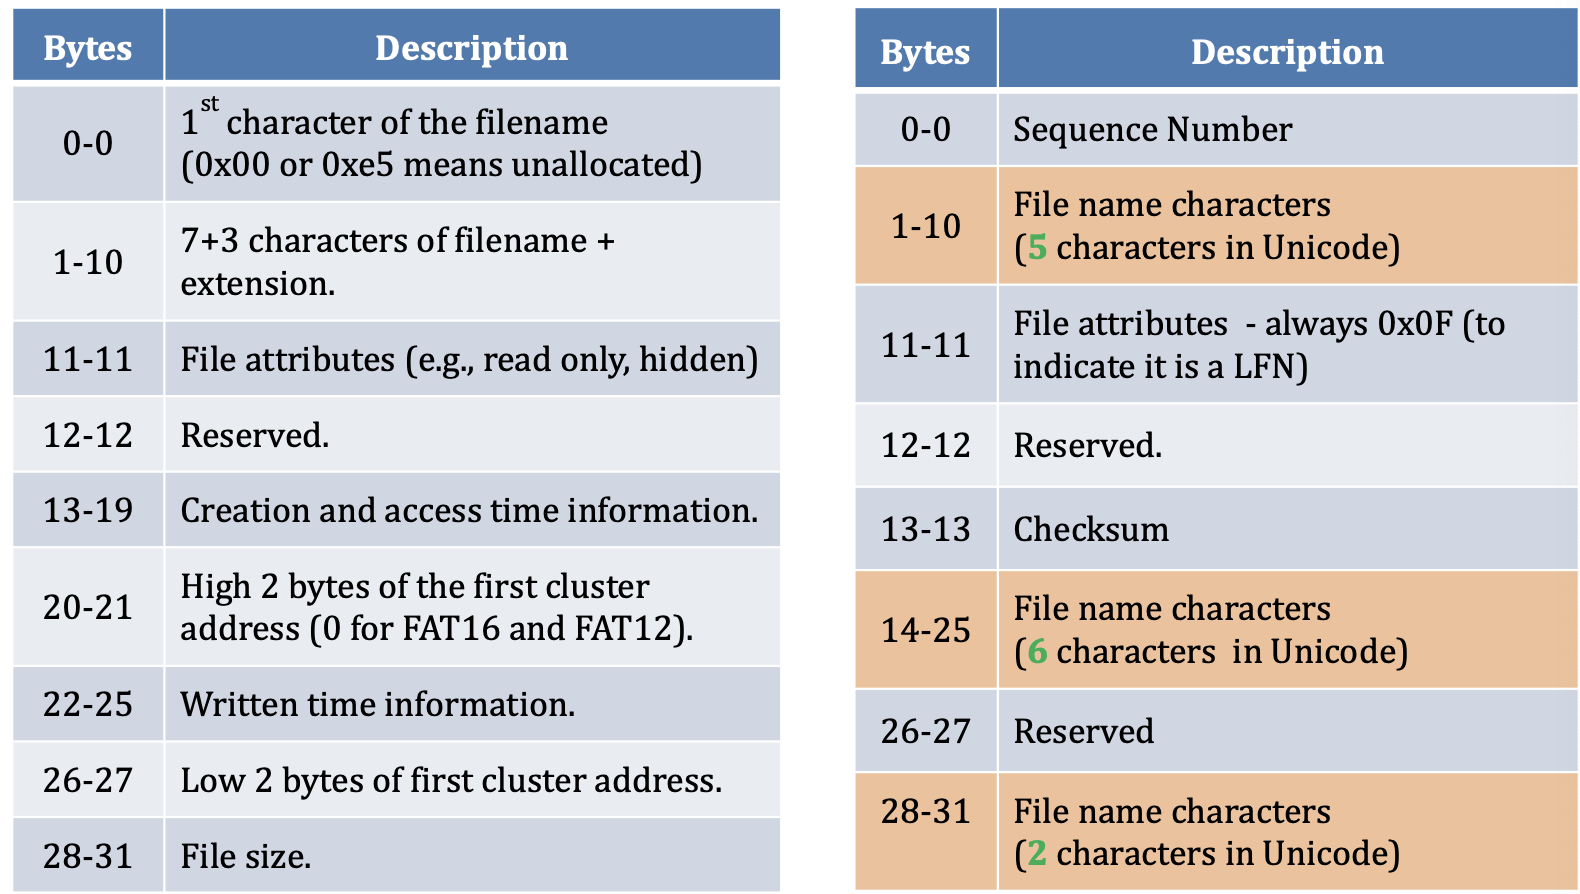 Bytes Description
0-0 1st character of the filename
(0x00 or 0xe5 means unallocated)
1-10 7+3 characters of filename +
extension.
11-11 File attributes (e.g., read only, hidden)
12-12 Reserved.
13-19 Creation and access time information.
20-21 High 2 bytes of the first cluster
address (0 for FAT16 and FAT12).
22-25 Written time information.
26-27 Low 2 bytes of first cluster address.
28-31 File size.
Bytes Description
0-0 Sequence Number
1-10 File name characters
(5 characters in Unicode)
11-11 File attributes - always 0x0F (to
indicate it is a LFN)
12-12 Reserved.
13-13 Checksum
14-25 File name characters
(6 characters in Unicode)
26-27 Reserved
28-31 File name characters
(2 characters in Unicode)